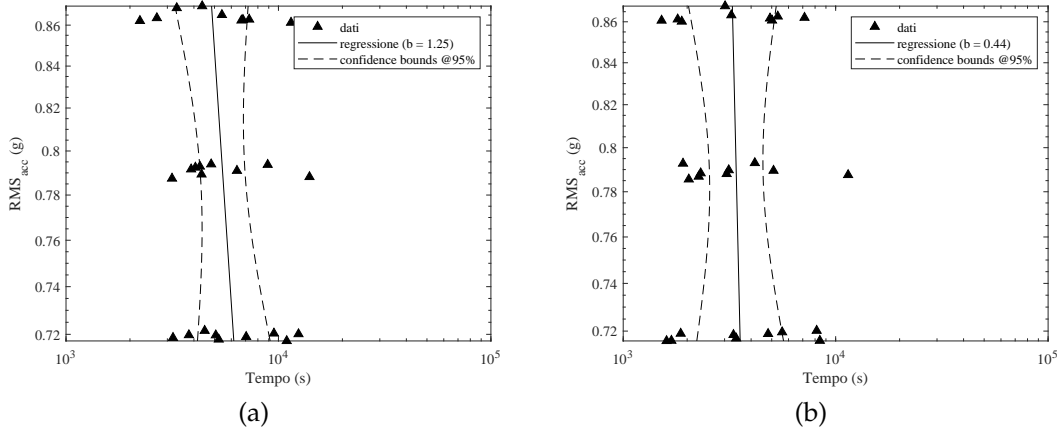 0.86
0.84
0.82
0.8
0.78
0.76
0.74
0.72
RMS_acc (g)
10^3
10^4
10^5
Tempo (s)
dati
regressione (b = 1.25)
confidence bounds @95%
(a)
0.86
0.84
0.82
0.8
0.78
0.76
0.74
0.72
RMS_acc (g)
10^3
10^4
10^5
Tempo (s)
dati
regressione (b = 0.44)
confidence bounds @95%
(b)